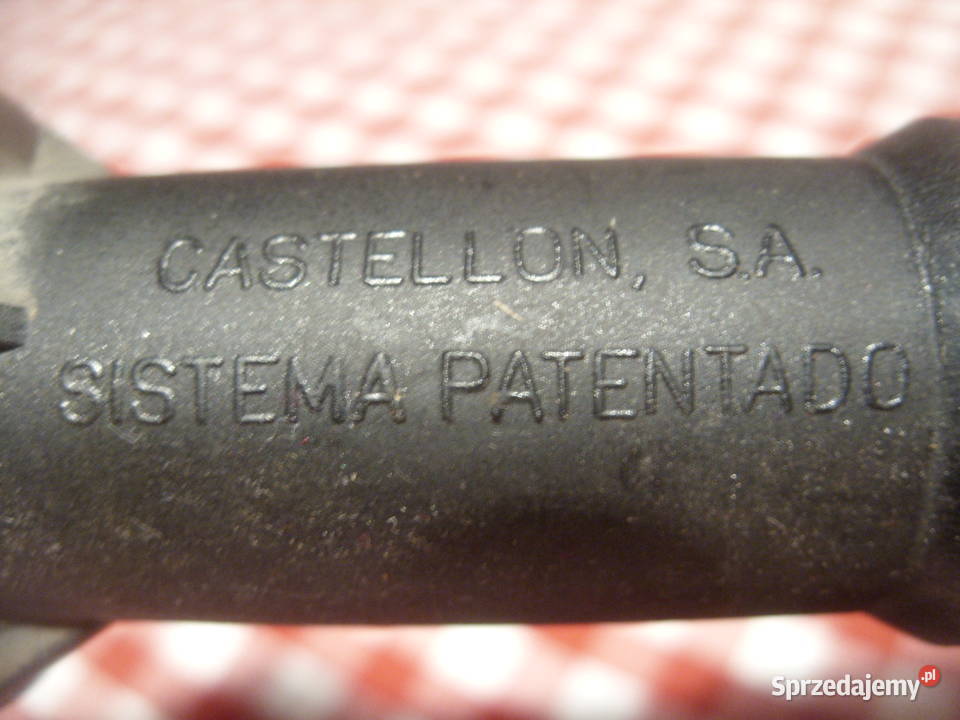 CASTELLON, S.A.
SISTEMA PATENTADO
Sprzedajemy.pl